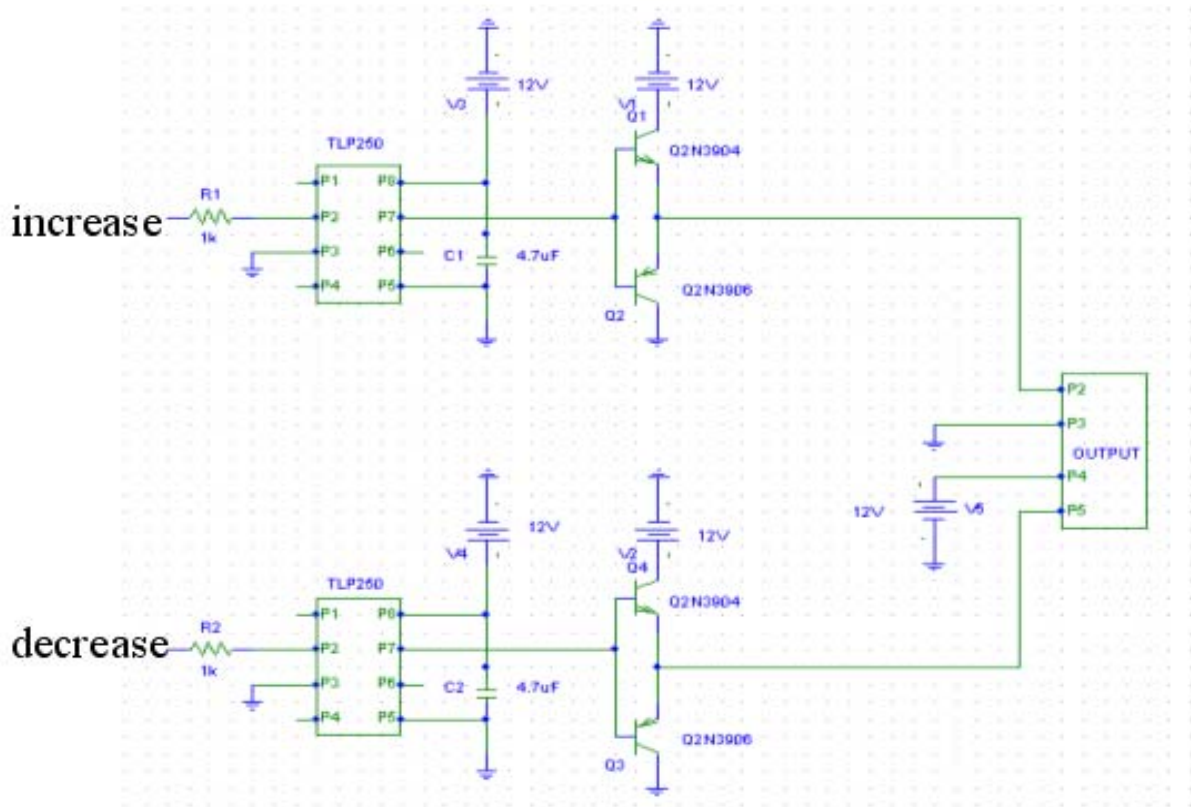 12V
12V
V3
V1
Q1
TLP250
Q2N3904
P1
P8
R1
increase
P2
P7
1k
P3
P6
C1
4.7uF
P4
P5
Q2N3906
Q2
P2
P3
OUTPUT
P4
12V
V5
P5
12V
12V
V4
V2
Q4
TLP250
Q2N3904
P1
P8
R2
decrease
P2
P7
1k
P3
P6
C2
4.7uF
P4
P5
Q2N3906
Q3